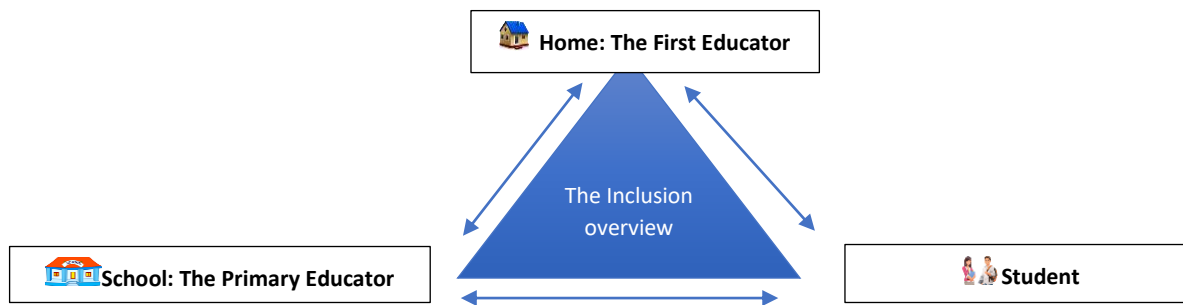 Home: The First Educator
The Inclusion
overview
School: The Primary Educator
Student